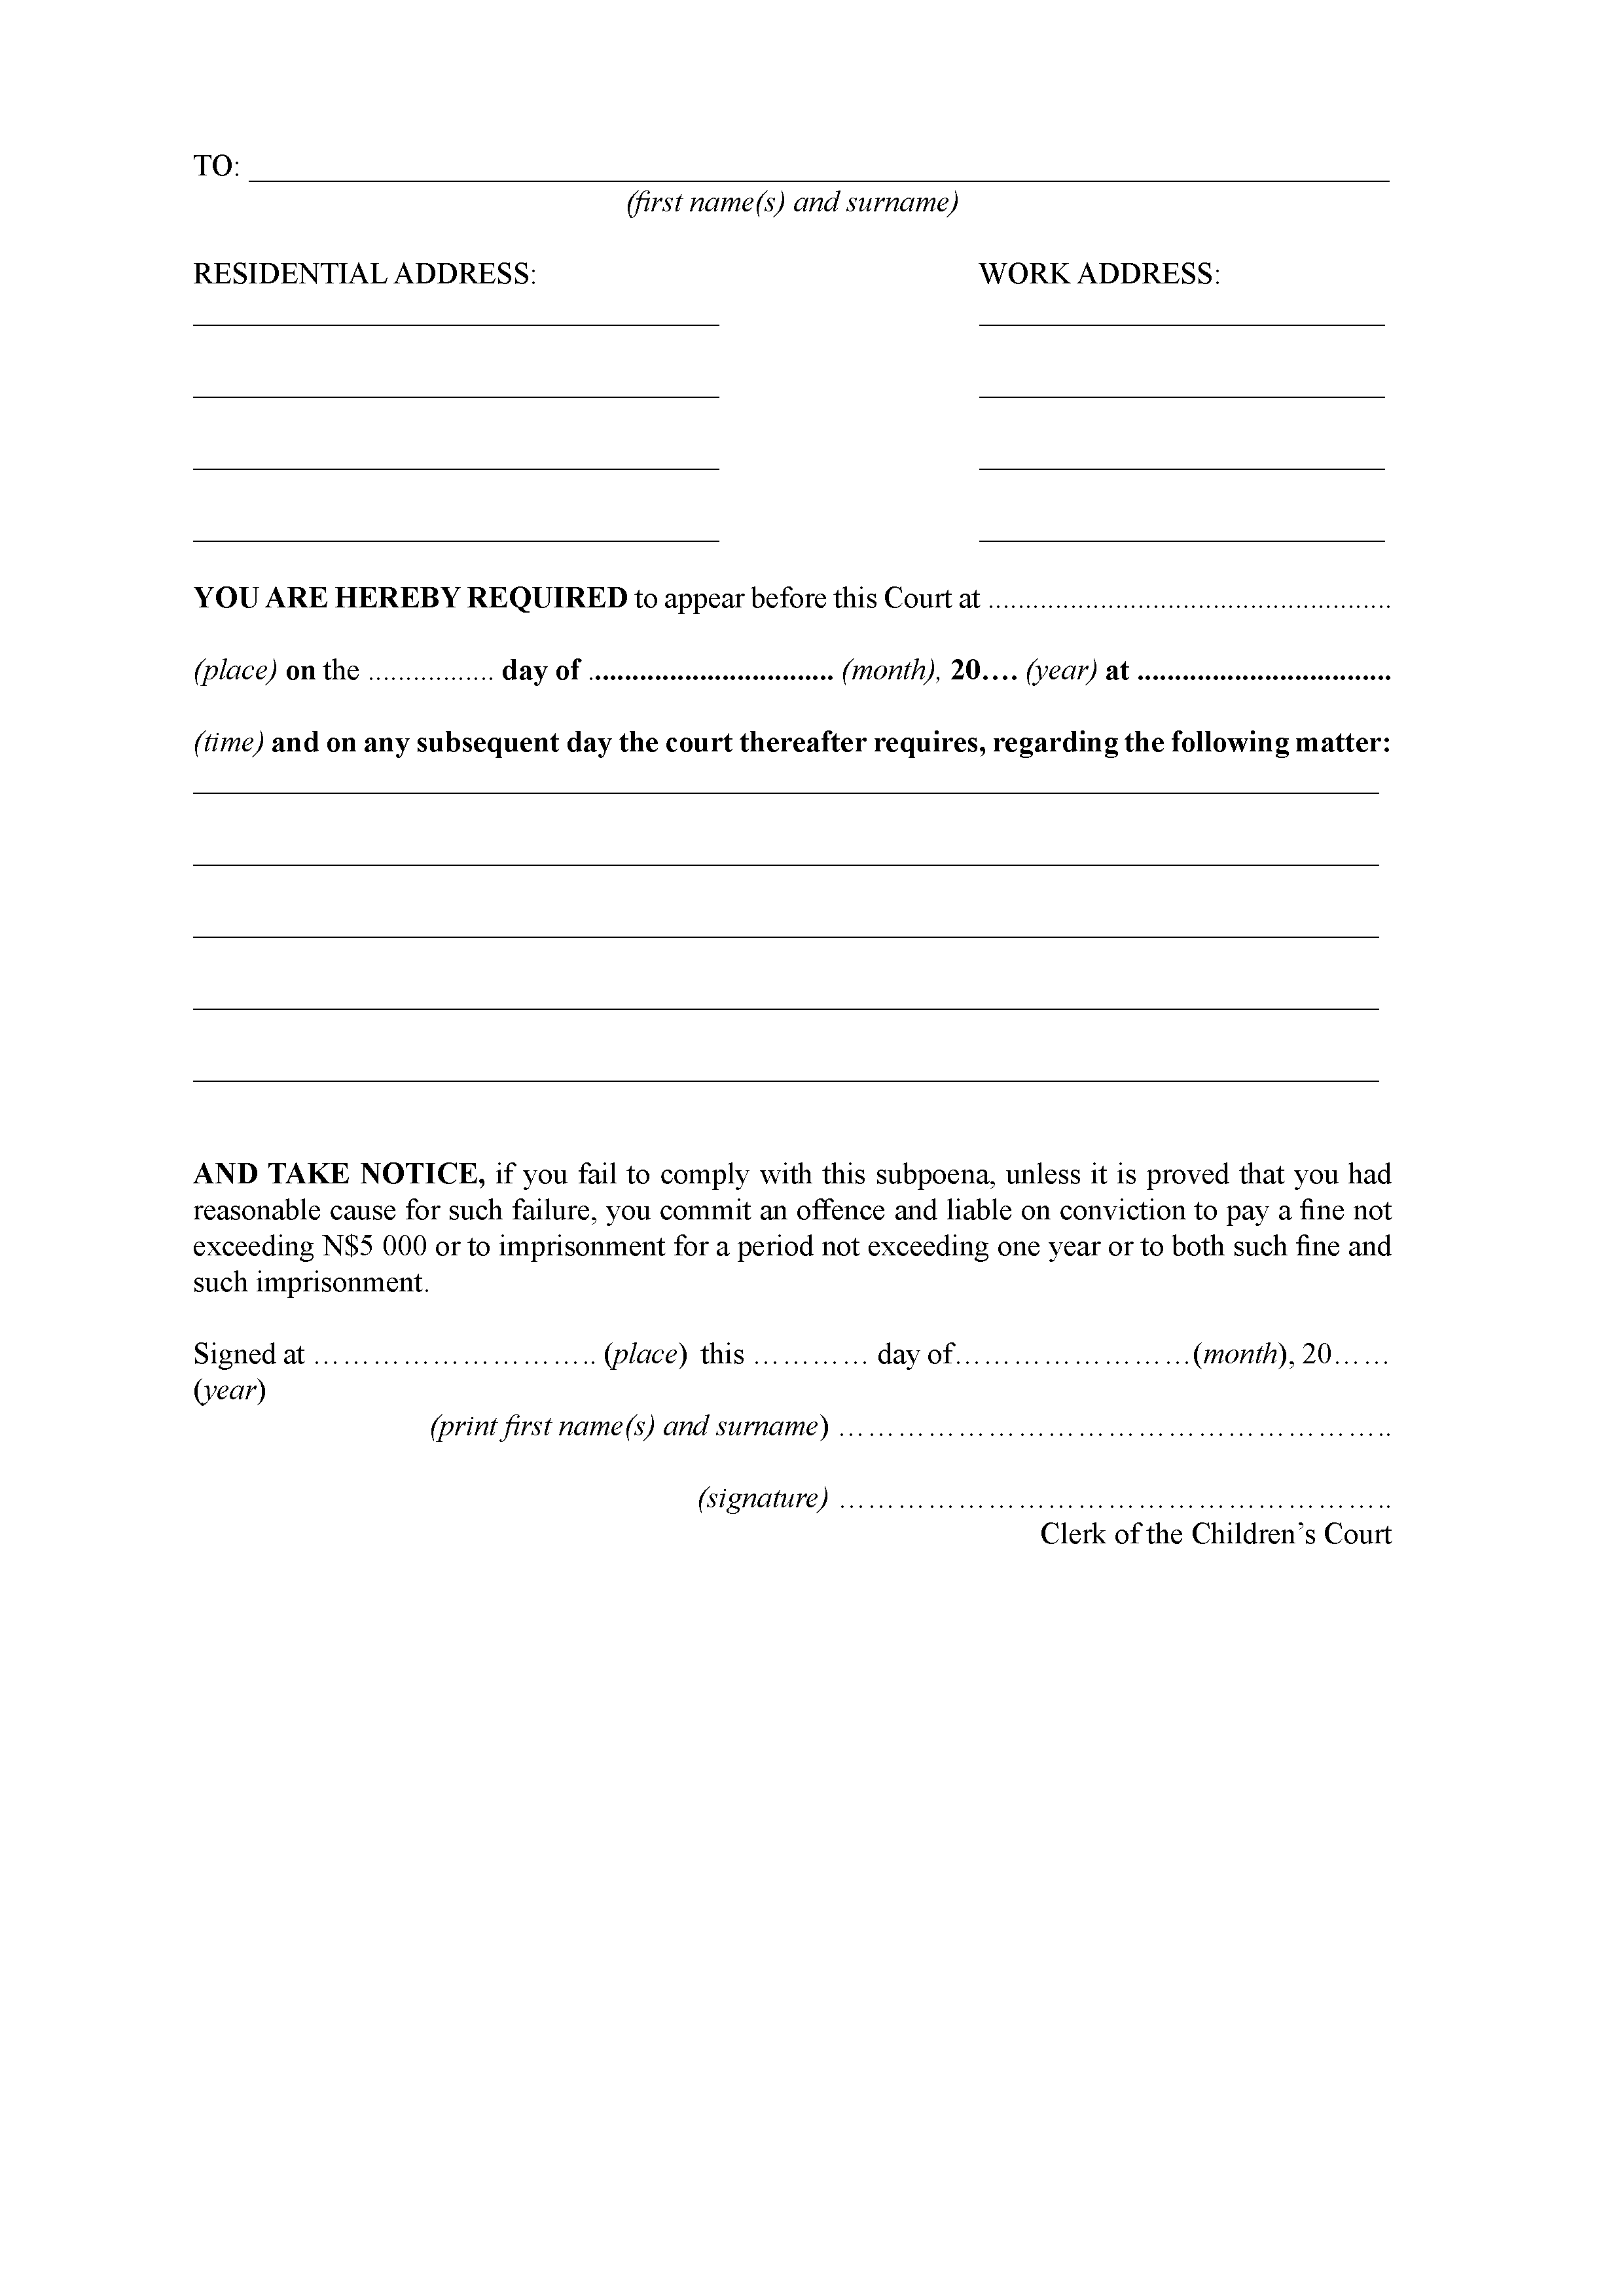 TO: ______________________________________________________________
(first name(s) and surname)
RESIDENTIAL ADDRESS: WORK ADDRESS:
YOU ARE HEREBY REQUIRED to appear before this Court at ......................................................
(place) on the ................. day of ................................. (month), 20…. (year) at ..................................
(time) and on any subsequent day the court thereafter requires, regarding the following matter:
AND TAKE NOTICE, if you fail to comply with this subpoena, unless it is proved that you had
reasonable cause for such failure, you commit an offence and liable on conviction to pay a fine not
exceeding N$5 000 or to imprisonment for a period not exceeding one year or to both such fine and
such imprisonment.
Signed at ……………………….. (place) this ………… day of……………………(month), 20……
(year)
(print first name(s) and surname) ………………………………………………..
(signature) ………………………………………………..
Clerk of the Children’s Court